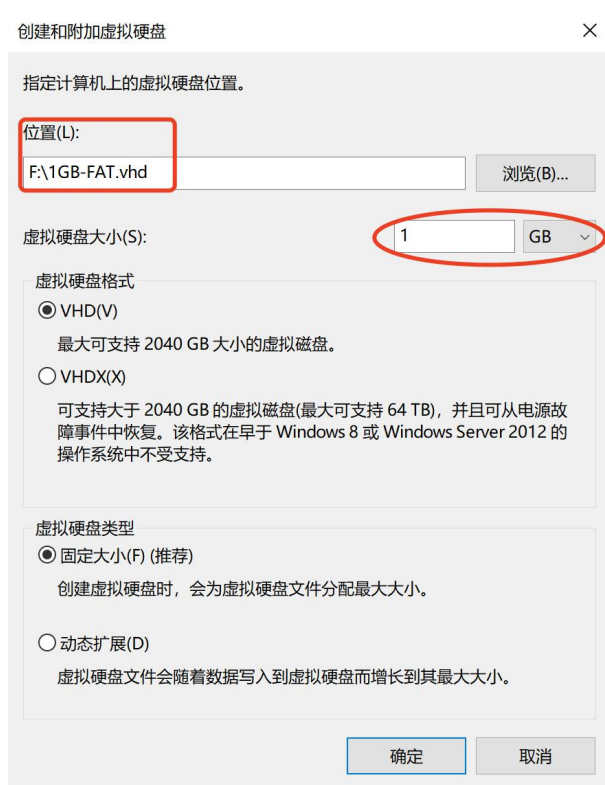 创建和附加虚拟硬盘
指定计算机上的虚拟硬盘位置。
位置(L):
F:\1GB-FAT.vhd
浏览(B)...
虚拟硬盘大小(S):
1
GB
虚拟硬盘格式
VHD(V)
最大可支持 2040 GB 大小的虚拟磁盘。
VHDX(X)
可支持大于 2040 GB 的虚拟磁盘(最大可支持 64 TB)，并且可从电源故
障事件中恢复。该格式在早于 Windows 8 或 Windows Server 2012 的
操作系统中不受支持。
虚拟硬盘类型
固定大小(F) (推荐)
创建虚拟硬盘时，会为虚拟硬盘文件分配最大大小。
动态扩展(D)
虚拟硬盘文件会随着数据写入到虚拟硬盘而增长到其最大大小。
确定
取消